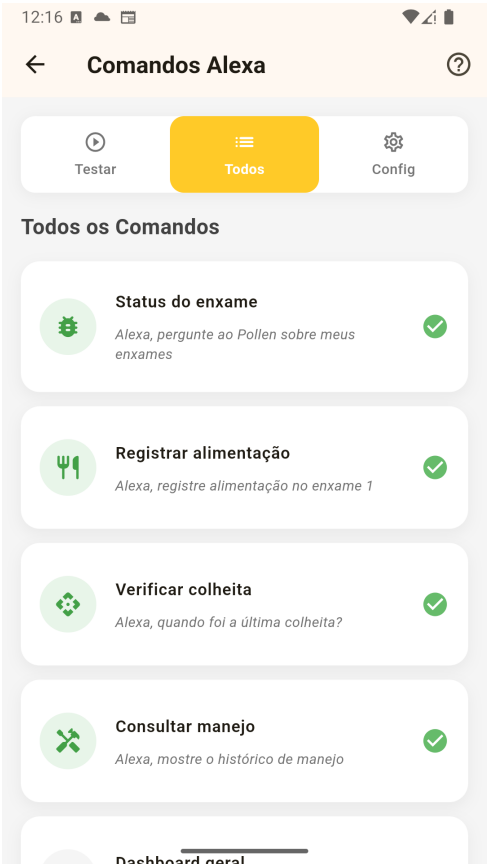 12:16
Comandos Alexa
Testar
Todos
Config
Todos os Comandos
Status do enxame
Alexa, pergunte ao Pollen sobre meus
enxames
Registrar alimentação
Alexa, registre alimentação no enxame 1
Verificar colheita
Alexa, quando foi a última colheita?
Consultar manejo
Alexa, mostre o histórico de manejo
Dashboard geral